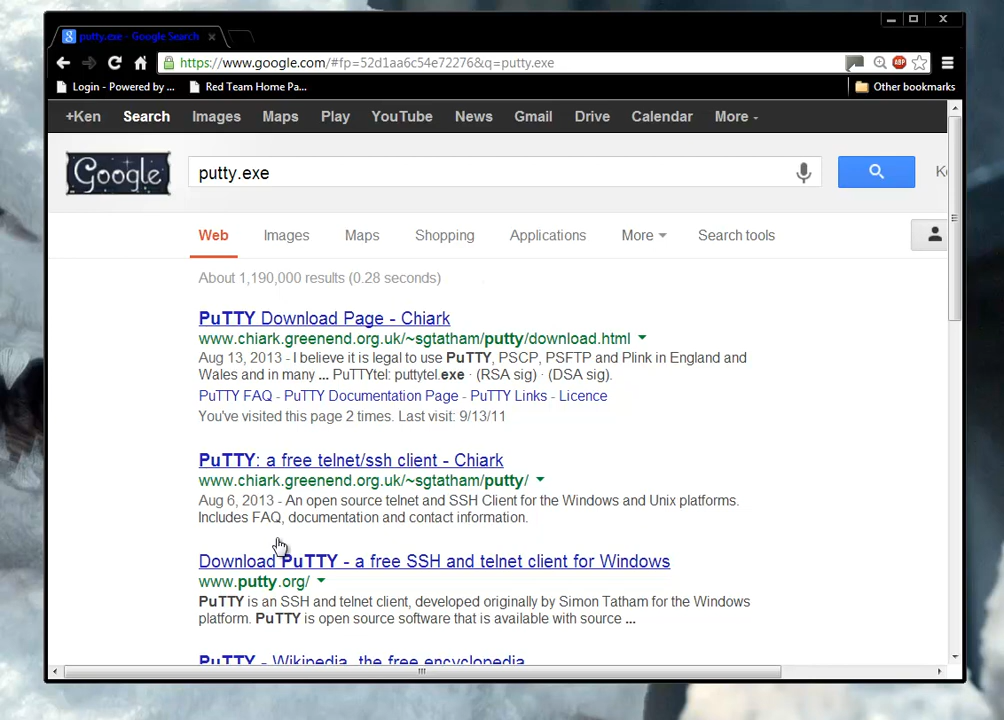 putty.exe - Google Search
https://www.google.com/#fp=52d1aa6c54e72276&q=putty.exe
ABP
Login - Powered by ...
Red Team Home Pa...
Other bookmarks
+Ken Search Images Maps Play YouTube News Gmail Drive Calendar More
Google
putty.exe
Web Images Maps Shopping Applications More Search tools
About 1,190,000 results (0.28 seconds)
PuTTY Download Page - Chiark
www.chiark.greenend.org.uk/~sgtatham/putty/download.html
Aug 13, 2013 - I believe it is legal to use PuTTY, PSCP, PSFTP and Plink in England and
Wales and in many ... PuTTYtel: puttytel.exe · (RSA sig) · (DSA sig).
PuTTY FAQ - PuTTY Documentation Page - PuTTY Links - Licence
You've visited this page 2 times. Last visit: 9/13/11
PuTTY: a free telnet/ssh client - Chiark
www.chiark.greenend.org.uk/~sgtatham/putty/
Aug 6, 2013 - An open source telnet and SSH Client for the Windows and Unix platforms.
Includes FAQ, documentation and contact information.
Download PuTTY - a free SSH and telnet client for Windows
www.putty.org/
PuTTY is an SSH and telnet client, developed originally by Simon Tatham for the Windows
platform. PuTTY is open source software that is available with source ...
PuTTY - Wikipedia, the free encyclopedia